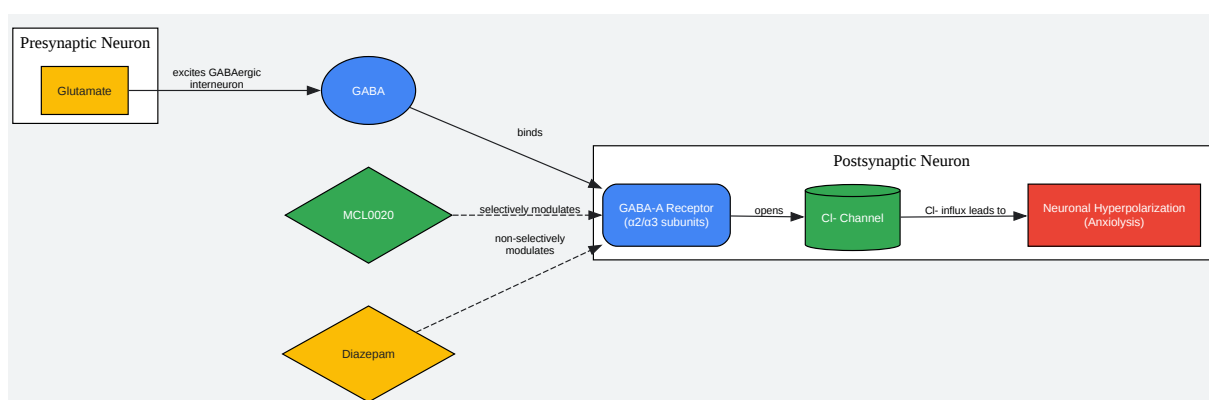 Presynaptic Neuron
Glutamate
excites GABAergic
interneuron
GABA
binds
Postsynaptic Neuron
MCL0020
selectively modulates
GABA-A Receptor
(α2/α3 subunits)
opens
Cl- Channel
Cl- influx leads to
Neuronal Hyperpolarization
(Anxiolysis)
non-selectively
modulates
Diazepam